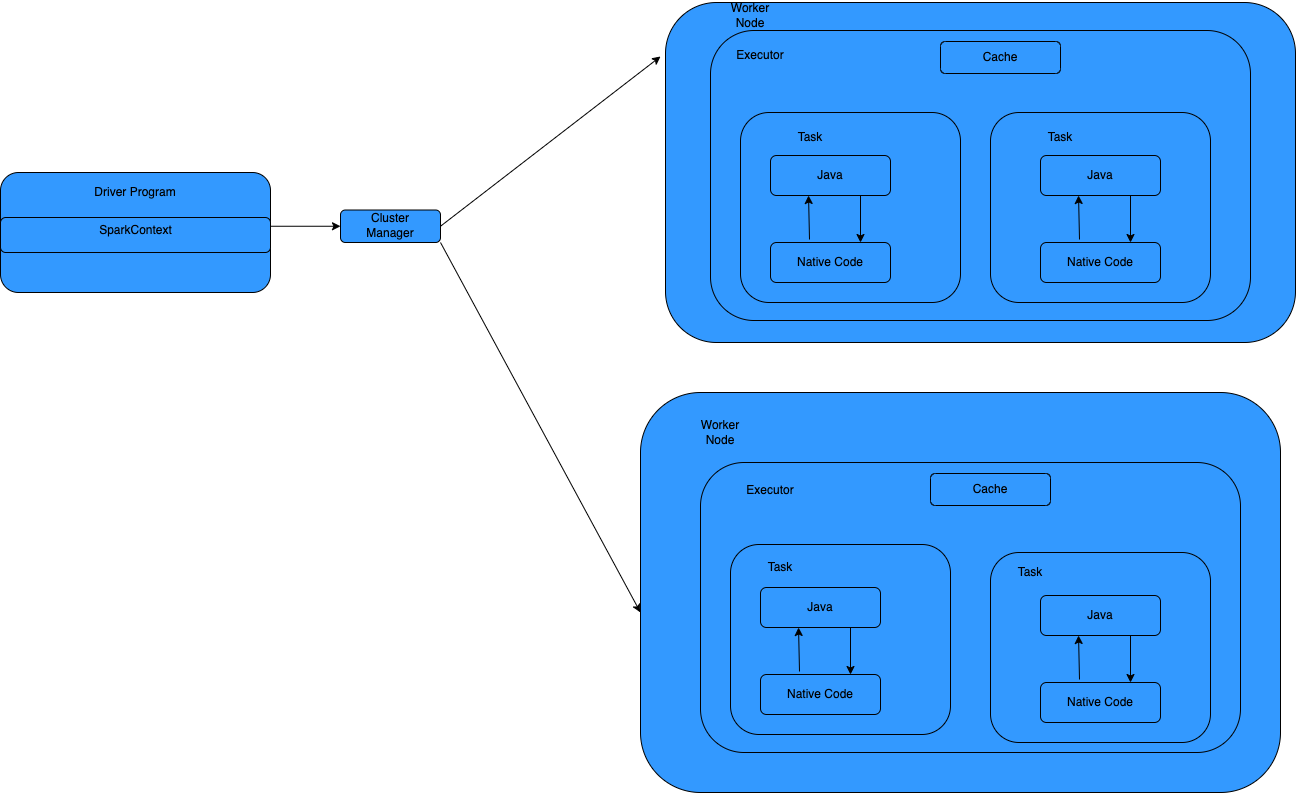 Driver Program
SparkContext
Cluster
Manager
Worker
Node
Executor
Cache
Task
Java
Native Code
Task
Java
Native Code
Worker
Node
Executor
Cache
Task
Java
Native Code
Task
Java
Native Code